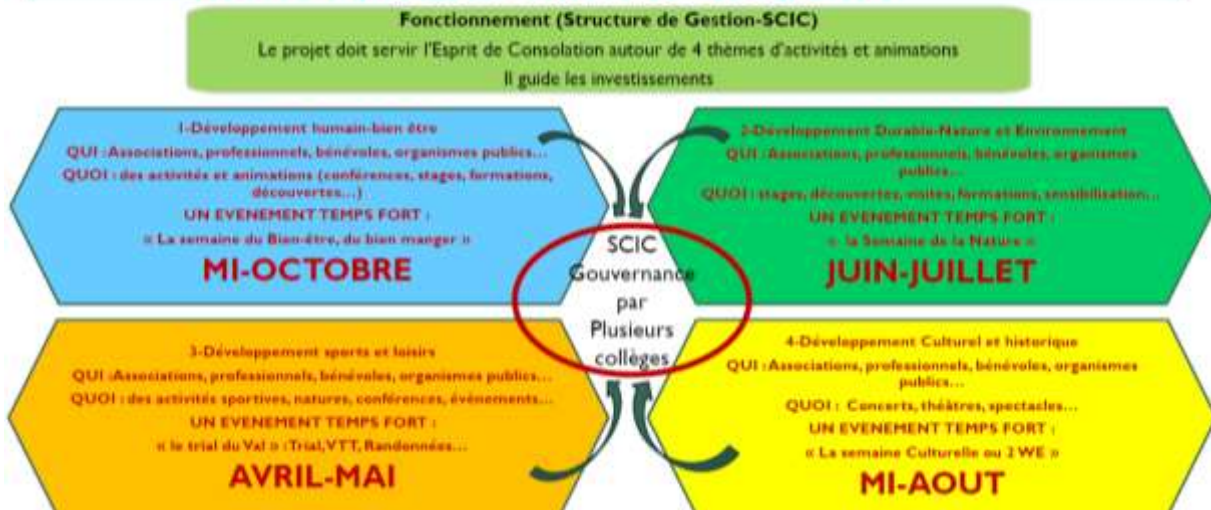 Fonctionnement (Structure de Gestion-SCIC)
Le projet doit servir l'Esprit de Consolation autour de 4 thèmes d'activités et animations
Il guide les investissements
1-Développement humain-bien être
QUI : Associations, professionnels, bénévoles, organismes publics...
QUOI : des activités et animations (conférences, stages, formations,
découvertes...)
UN EVENEMENT TEMPS FORT :
« La semaine du Bien-être, du bien manger »
MI-OCTOBRE
2-Développement Durable-Nature et Environnement
QUI : Associations, professionnels, bénévoles, organismes
publics...
QUOI : stages, découvertes, visites, formations, sensibilisation...
UN EVENEMENT TEMPS FORT :
« la Semaine de la Nature »
JUIN-JUILLET
SCIC
Gouvernance
par
Plusieurs
collèges
3-Développement sports et loisirs
QUI :Associations, professionnels, bénévoles, organismes publics...
QUOI : des activités sportives, natures, conférences, évènements...
UN EVENEMENT TEMPS FORT :
« le trial du Val » :Trial, VTT, Randonnées...
AVRIL-MAI
4-Développement Culturel et historique
QUI : Associations, professionnels, bénévoles, organismes
publics...
QUOI : Concerts, théâtres, spectacles...
UN EVENEMENT TEMPS FORT :
« La semaine Culturelle ou 2 WE »
MI-AOUT